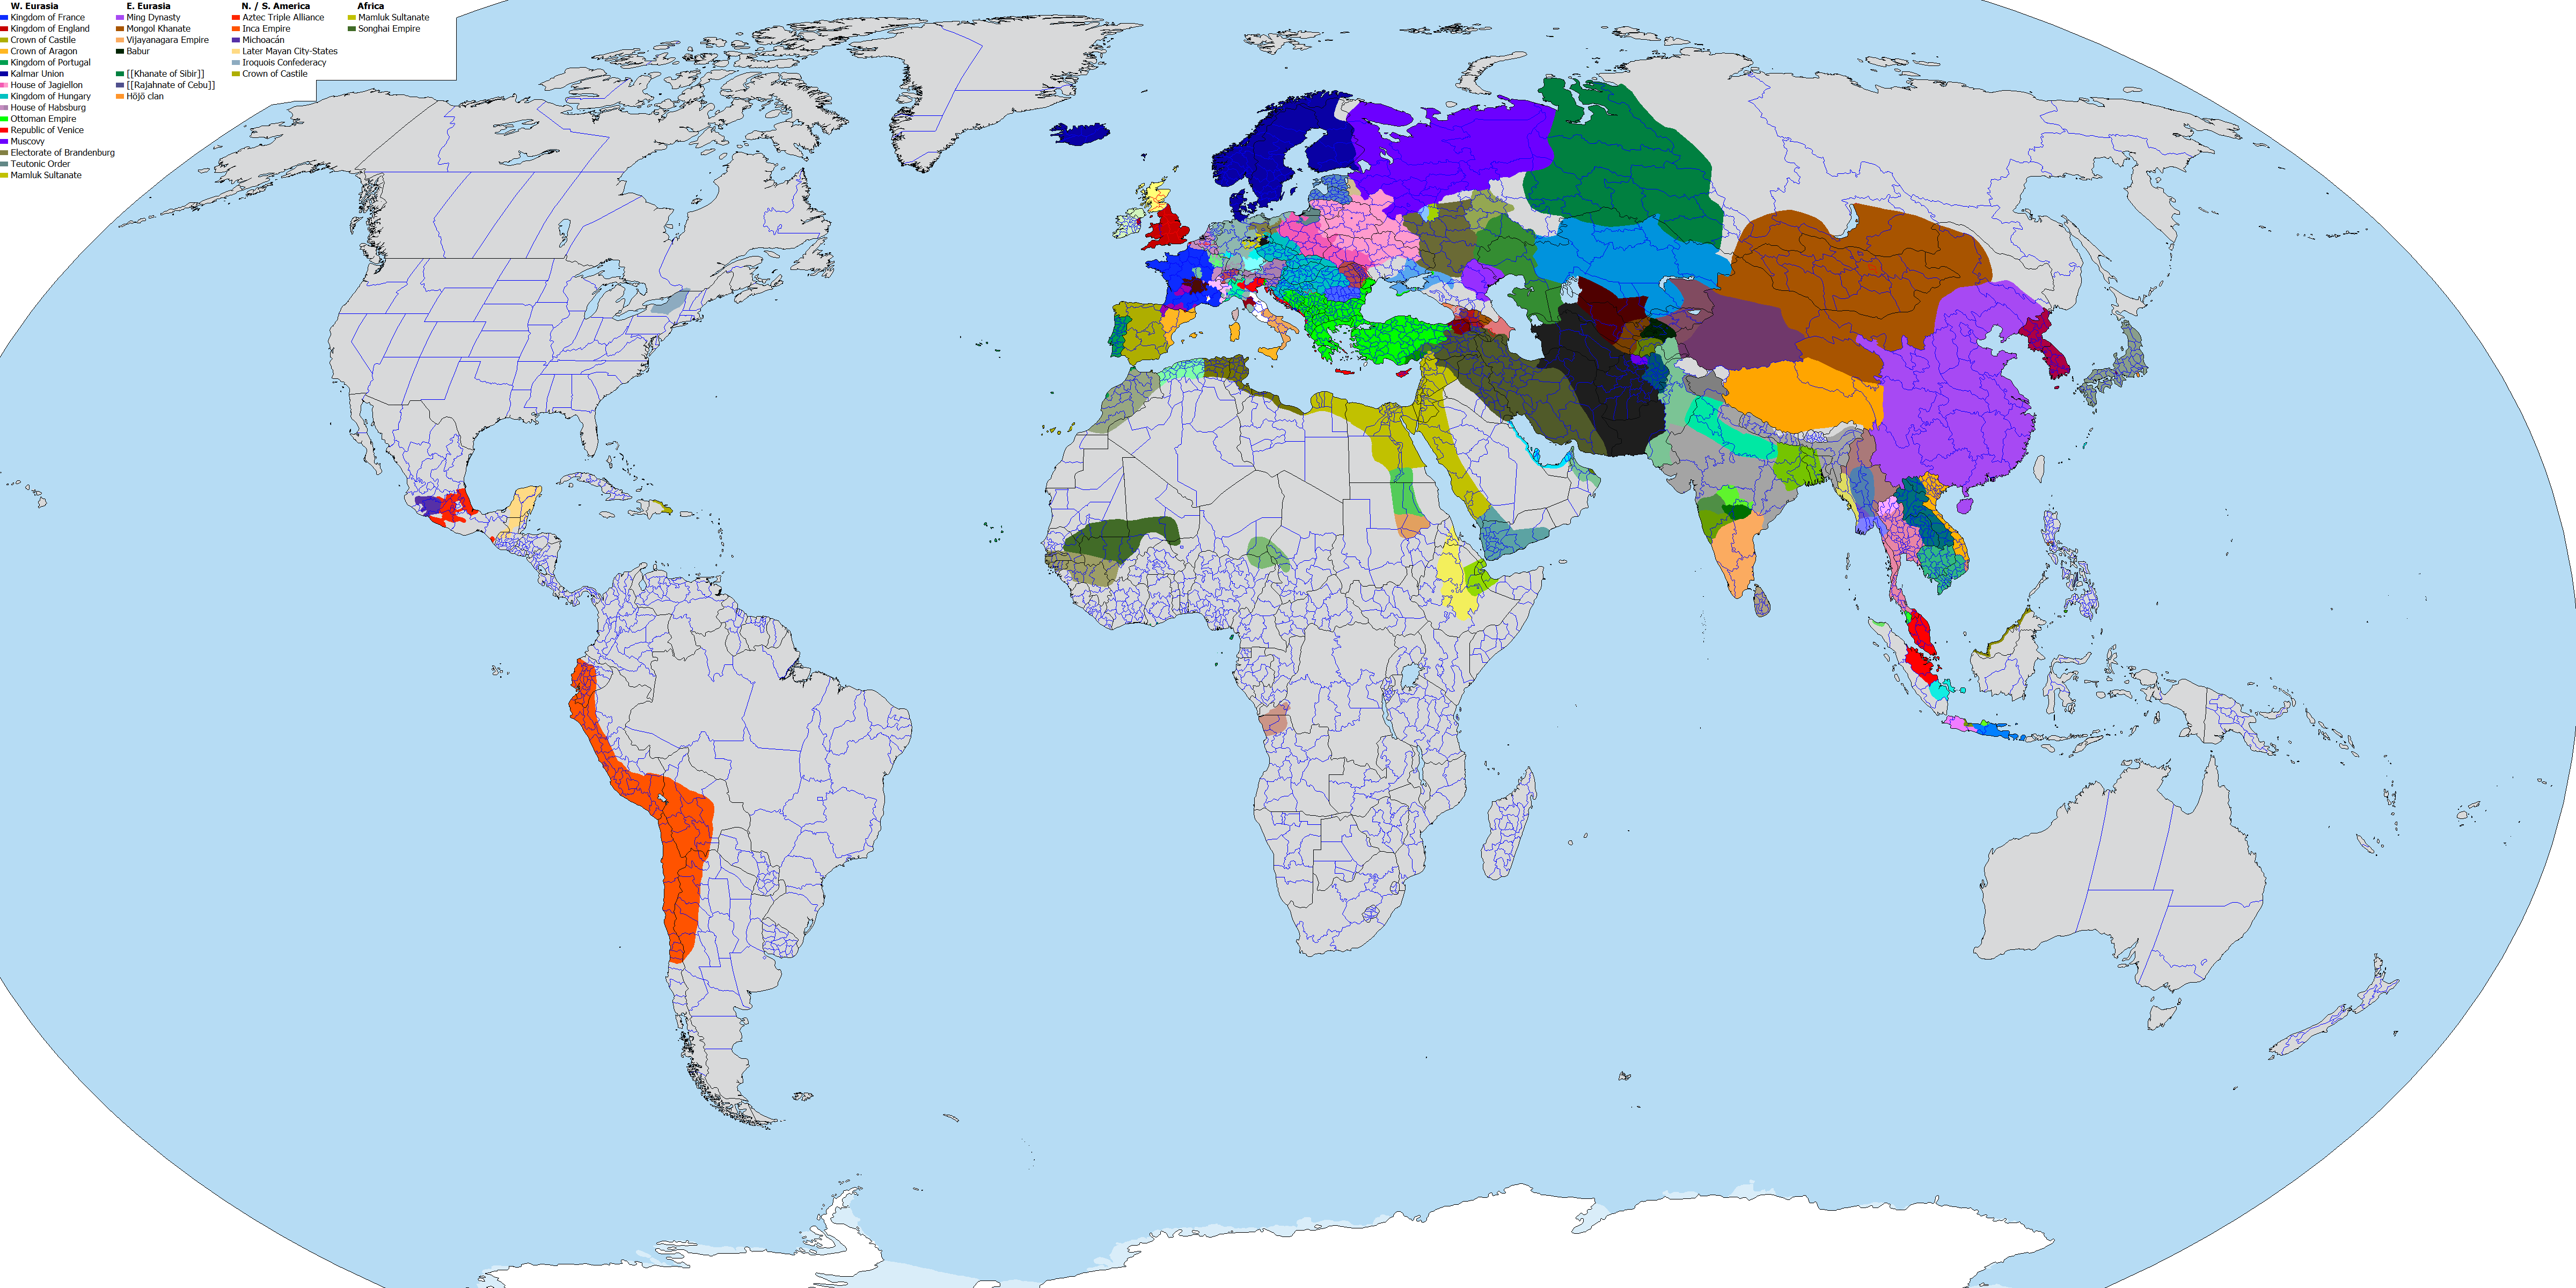 W. Eurasia
Kingdom of France
Kingdom of England
Crown of Castile
Crown of Aragon
Kingdom of Portugal
Kalmar Union
House of Jagiellon
Kingdom of Hungary
House of Habsburg
Ottoman Empire
Republic of Venice
Muscovy
Electorate of Brandenburg
Teutonic Order
Mamluk Sultanate
E. Eurasia
Ming Dynasty
Mongol Khanate
Vijayanagara Empire
Babur
[[Khanate of Sibir]]
[[Rajahnate of Cebu]]
Hōjō clan
N. / S. America
Aztec Triple Alliance
Inca Empire
Michoacán
Later Mayan City-States
Iroquois Confederacy
Crown of Castile
Africa
Mamluk Sultanate
Songhai Empire